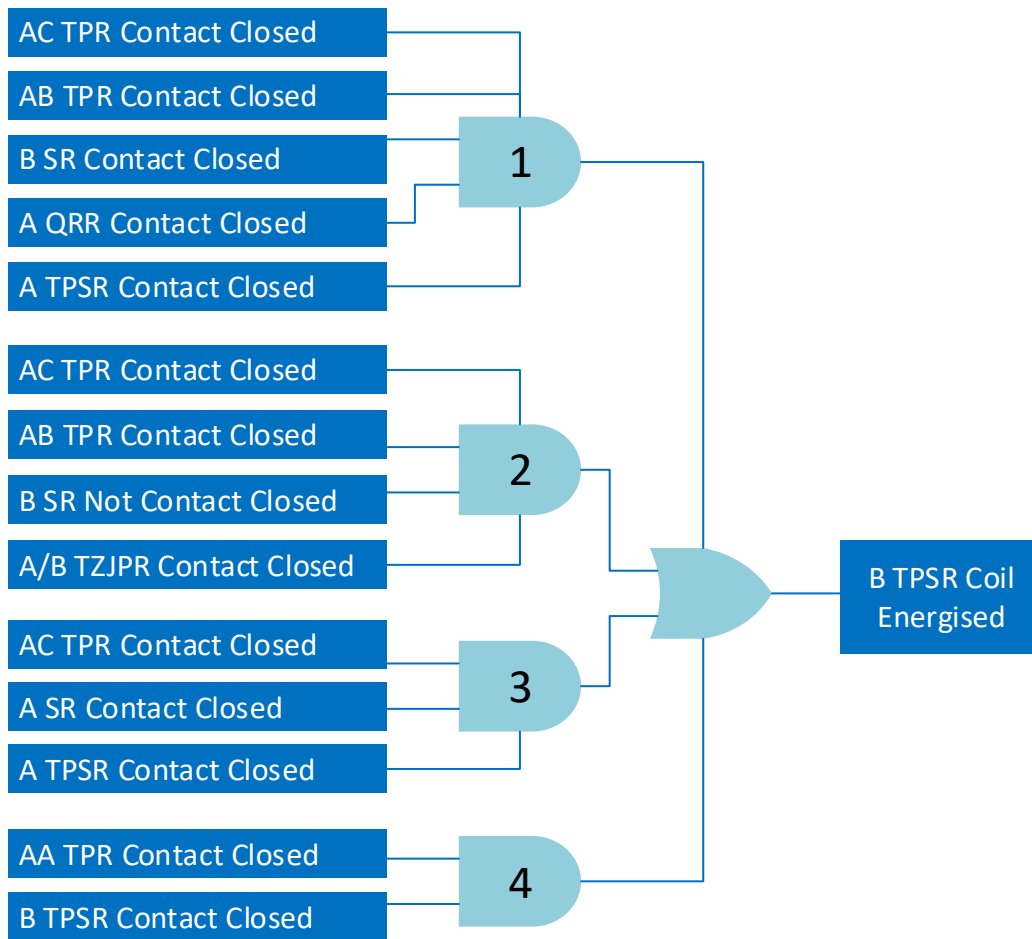 AC TPR Contact Closed
AB TPR Contact Closed
B SR Contact Closed
A QRR Contact Closed
A TPSR Contact Closed
1
AC TPR Contact Closed
AB TPR Contact Closed
B SR Not Contact Closed
A/B TZJPR Contact Closed
2
AC TPR Contact Closed
A SR Contact Closed
A TPSR Contact Closed
3
AA TPR Contact Closed
B TPSR Contact Closed
4
B TPSR Coil
Energised